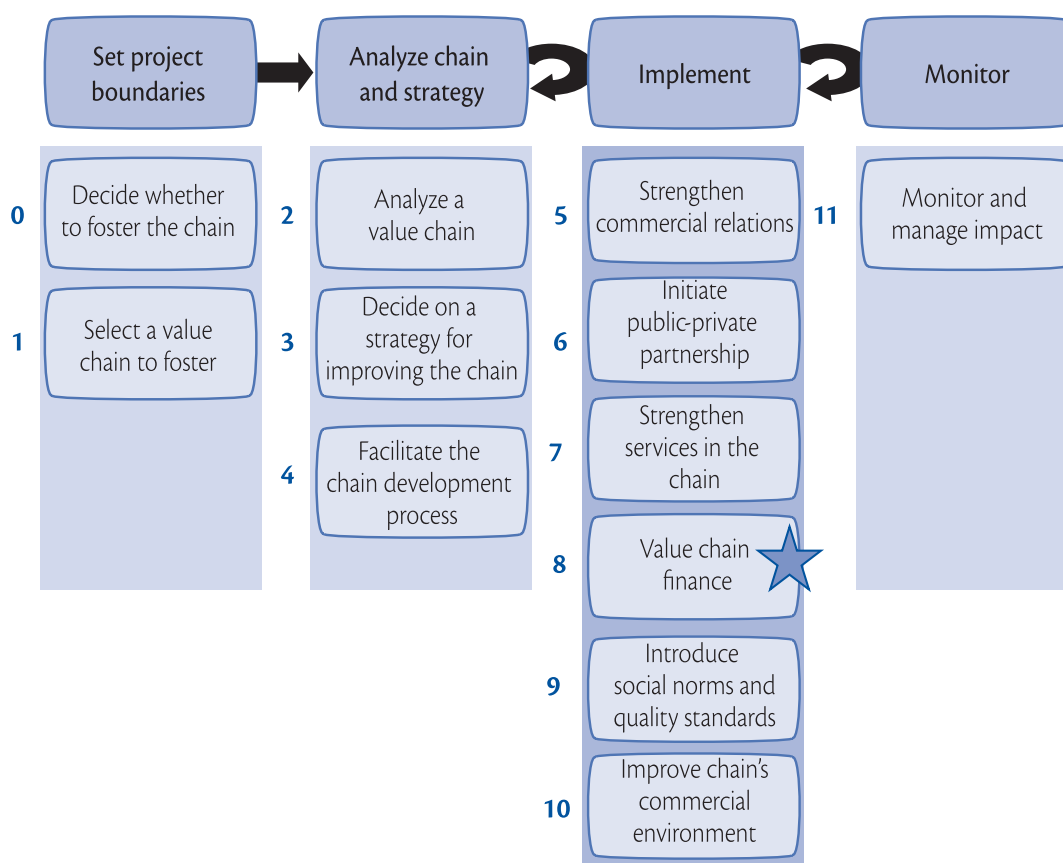 Set project
boundaries
Analyze chain
and strategy
Implement
Monitor
0
Decide whether
to foster the chain
1
Select a value
chain to foster
2
Analyze a
value chain
3
Decide on a
strategy for
improving the chain
4
Facilitate the
chain development
process
5
Strengthen
commercial relations
6
Initiate
public-private
partnership
7
Strengthen
services in the
chain
8
Value chain
finance
9
Introduce
social norms and
quality standards
10
Improve chain’s
commercial
environment
11
Monitor and
manage impact